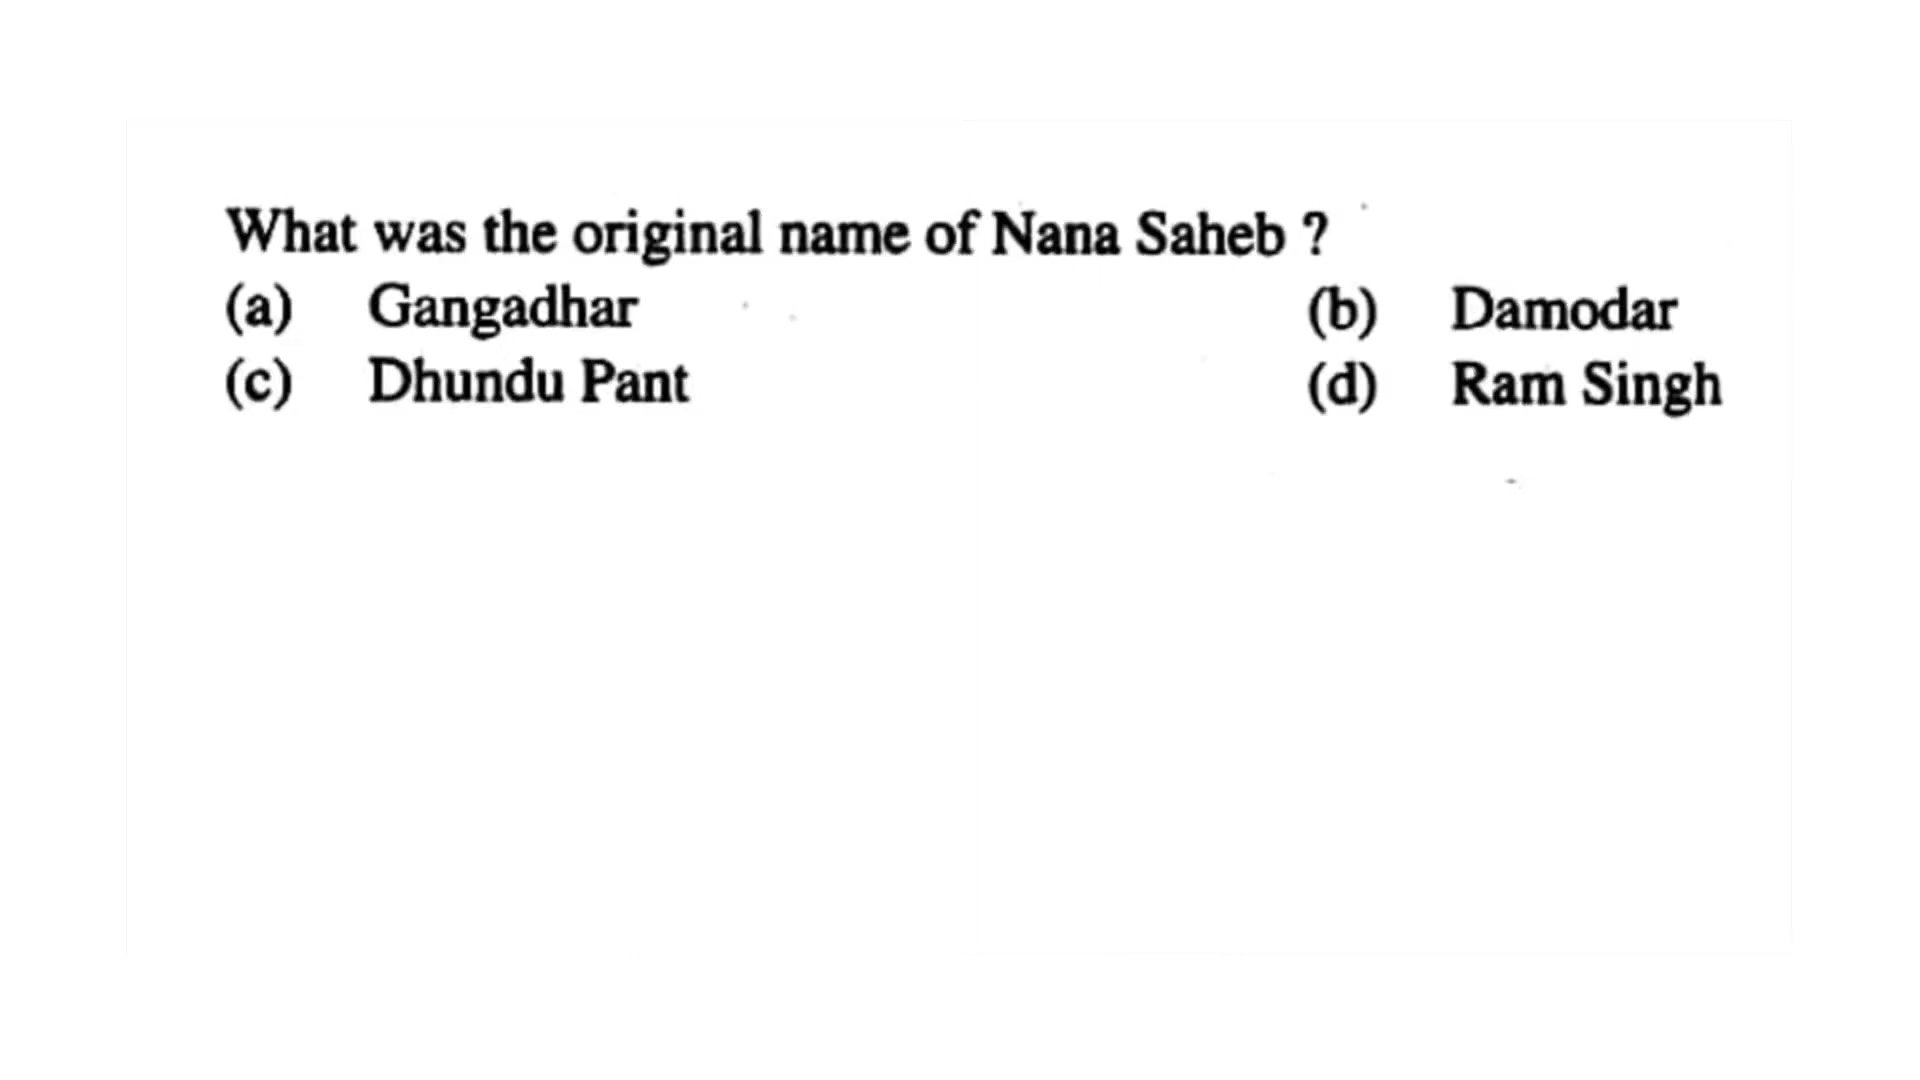 What was the original name of Nana Saheb ?
(a) Gangadhar (b) Damodar
(c) Dhundu Pant (d) Ram Singh